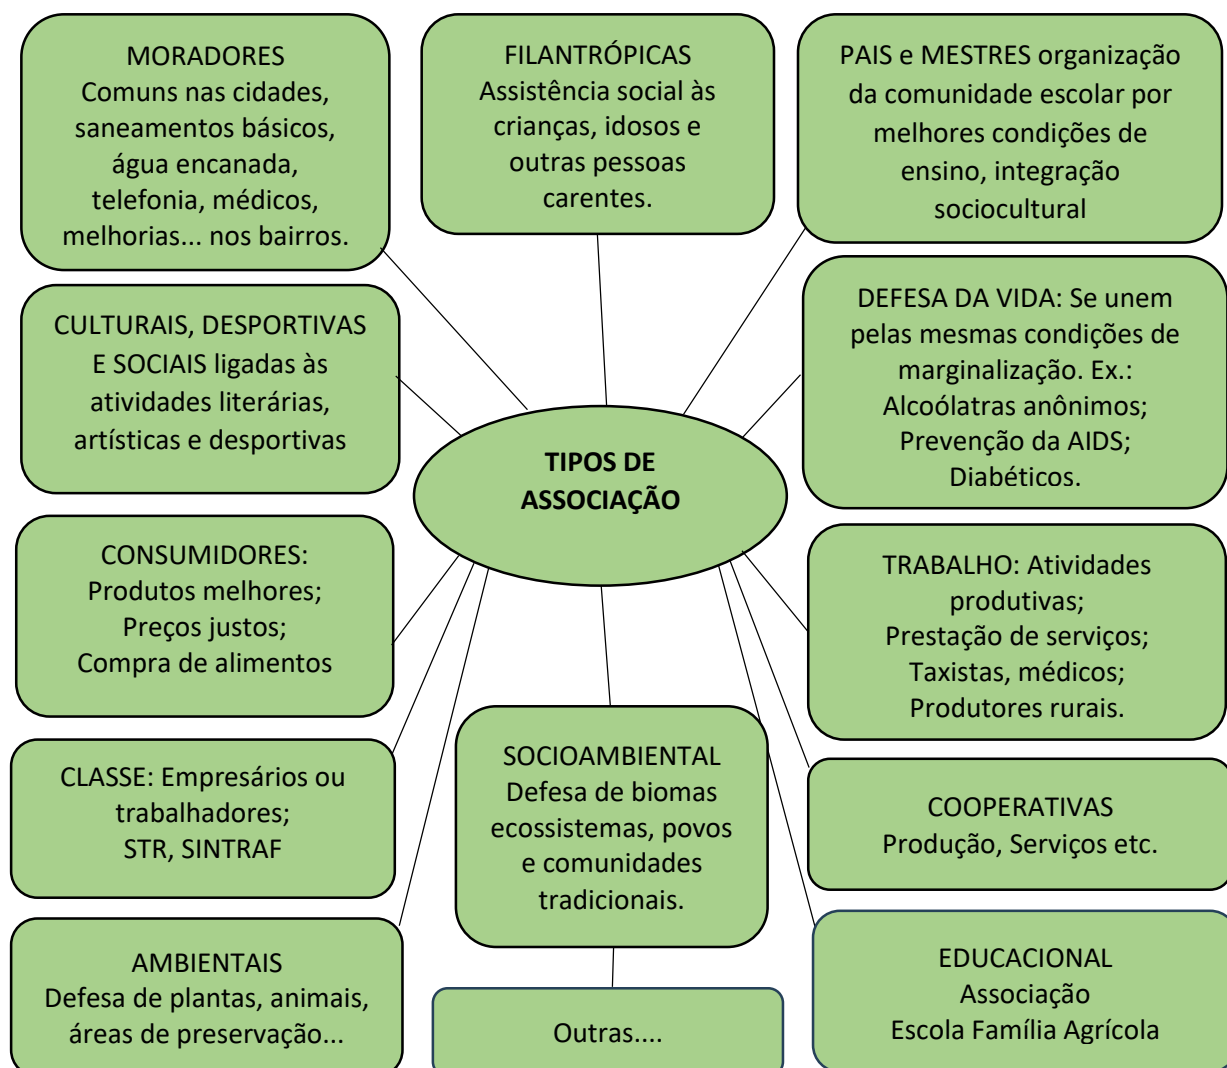 MORADORES
Comuns nas cidades,
saneamentos básicos,
água encanada,
telefonia, médicos,
melhorias... nos bairros.
FILANTRÓPICAS
Assistência social às
crianças, idosos e
outras pessoas
carentes.
PAIS e MESTRES organização
da comunidade escolar por
melhores condições de
ensino, integração
sociocultural
CULTURAIS, DESPORTIVAS
E SOCIAIS ligadas às
atividades literárias,
artísticas e desportivas
DEFESA DA VIDA: Se unem
pelas mesmas condições de
marginalização. Ex.:
Alcoólatras anônimos;
Prevenção da AIDS;
Diabéticos.
TIPOS DE
ASSOCIAÇÃO
CONSUMIDORES:
Produtos melhores;
Preços justos;
Compra de alimentos
TRABALHO: Atividades
produtivas;
Prestação de serviços;
Taxistas, médicos;
Produtores rurais.
CLASSE: Empresários ou
trabalhadores;
STR, SINTRAF
SOCIOAMBIENTAL
Defesa de biomas
ecossistemas, povos
e comunidades
tradicionais.
COOPERATIVAS
Produção, Serviços etc.
AMBIENTAIS
Defesa de plantas, animais,
áreas de preservação...
Outras....
EDUCACIONAL
Associação
Escola Família Agrícola